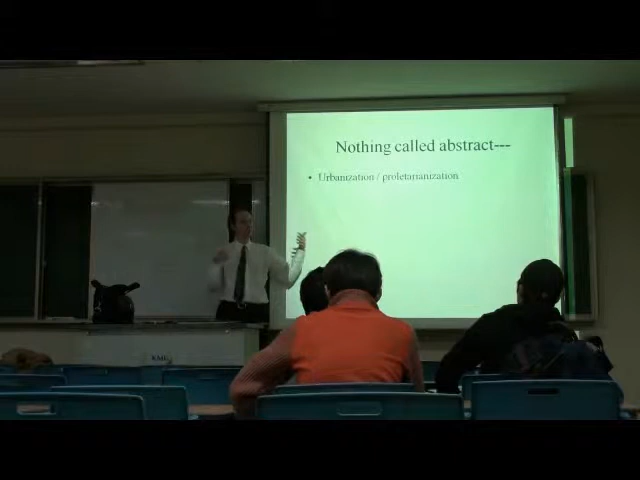 Nothing called abstract---
• Urbanization / proletarianization